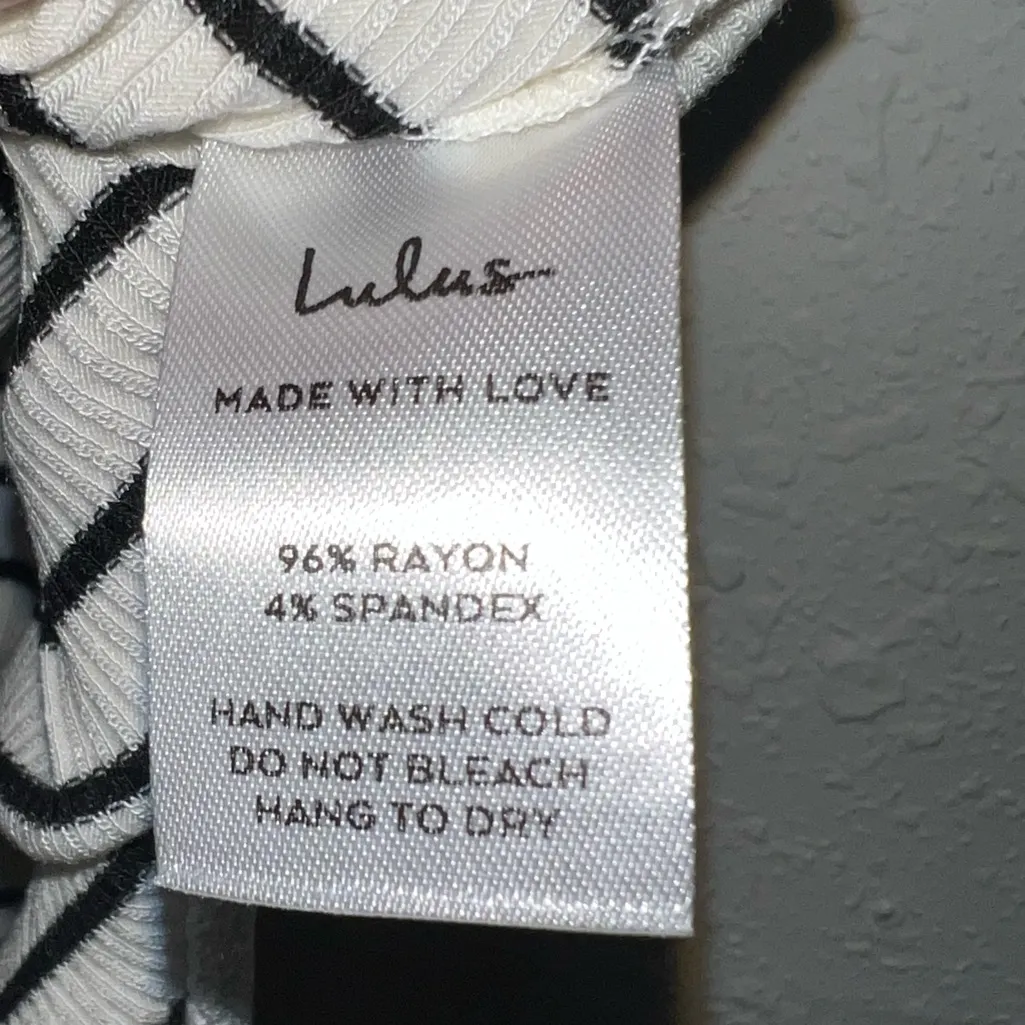 Lulus
MADE WITH LOVE
96% RAYON
4% SPANDEX
HAND WASH COLD
DO NOT BLEACH
HANG TO DRY